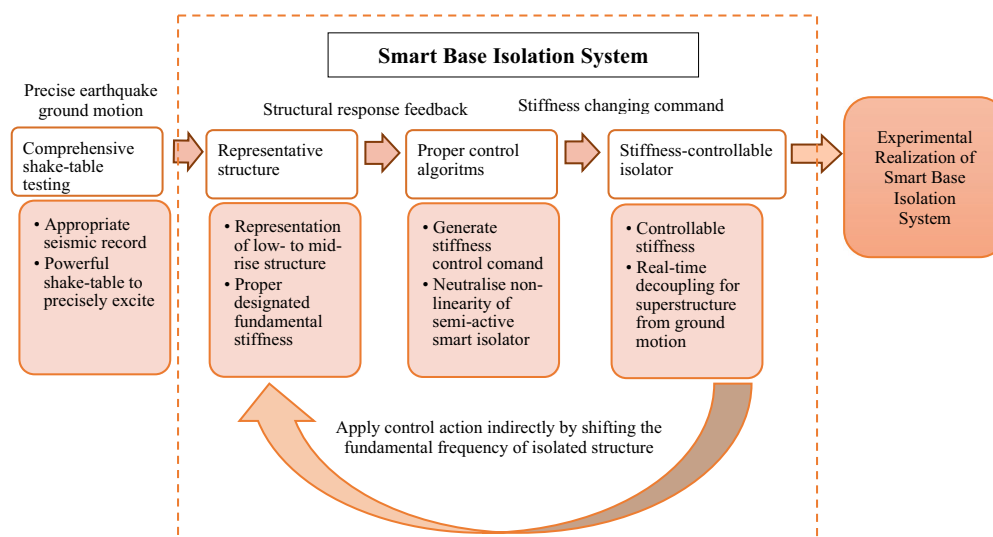 Smart Base Isolation System
Precise earthquake
ground motion
Structural response feedback
Stiffness changing command
Comprehensive
shake-table
testing
Representative
structure
Proper control
algoritms
Stiffness-controllable
isolator
Experimental
Realization of
Smart Base
Isolation
System
• Appropriate
seismic record
• Powerful
shake-table to
precisely excite
• Representation
of low- to mid-
rise structure
• Proper
designated
fundamental
stiffness
• Generate
stiffness
control comand
• Neutralise non-
linearity of
semi-active
smart isolator
• Controllable
stiffness
• Real-time
decoupling for
superstructure
from ground
motion
Apply control action indirectly by shifting the
fundamental frequency of isolated structure